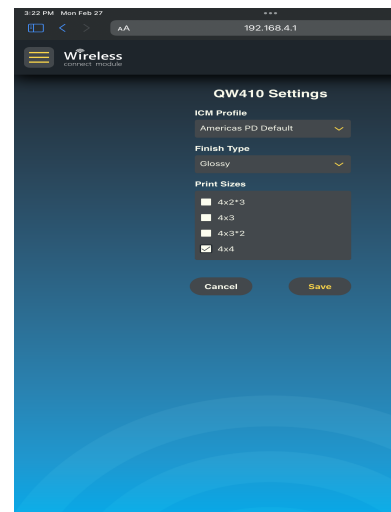 3:22 PM Mon Feb 27
AA 192.168.4.1
Wireless
connect module
QW410 Settings
ICM Profile
Americas PD Default
Finish Type
Glossy
Print Sizes
4x2*3
4x3
4x3*2
4x4
Cancel Save